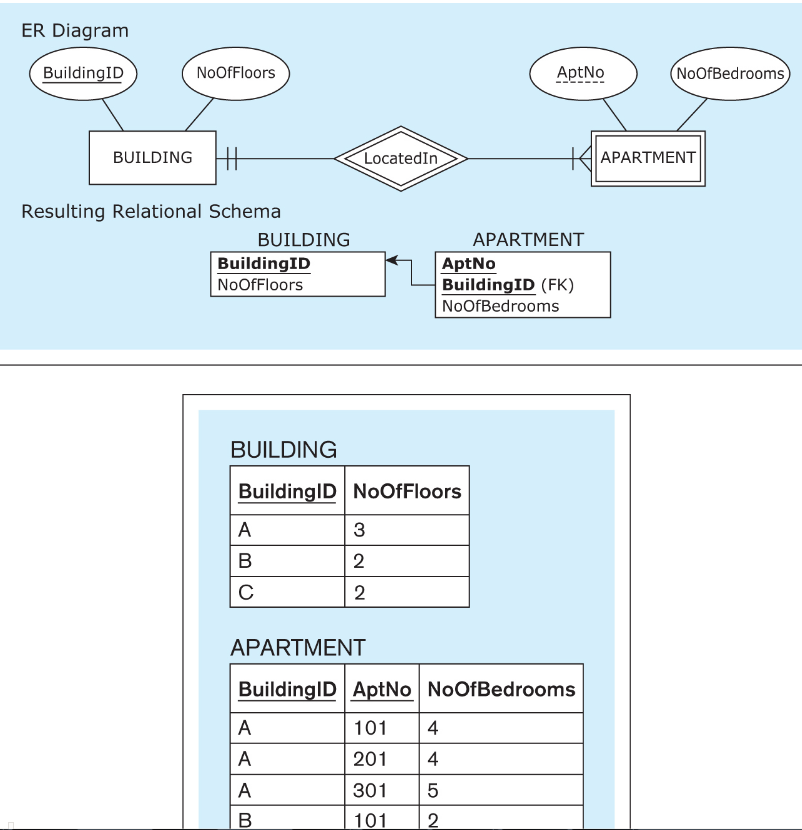 ER Diagram
BuildingID NoOfFloors AptNo NoOfBedrooms
BUILDING LocatedIn APARTMENT
Resulting Relational Schema
BUILDING APARTMENT
BuildingID AptNo
NoOfFloors BuildingID (FK)
NoOfBedrooms
BUILDING
BuildingID NoOfFloors
A 3
B 2
C 2
APARTMENT
BuildingID AptNo NoOfBedrooms
A 101 4
A 201 4
A 301 5
B 101 2